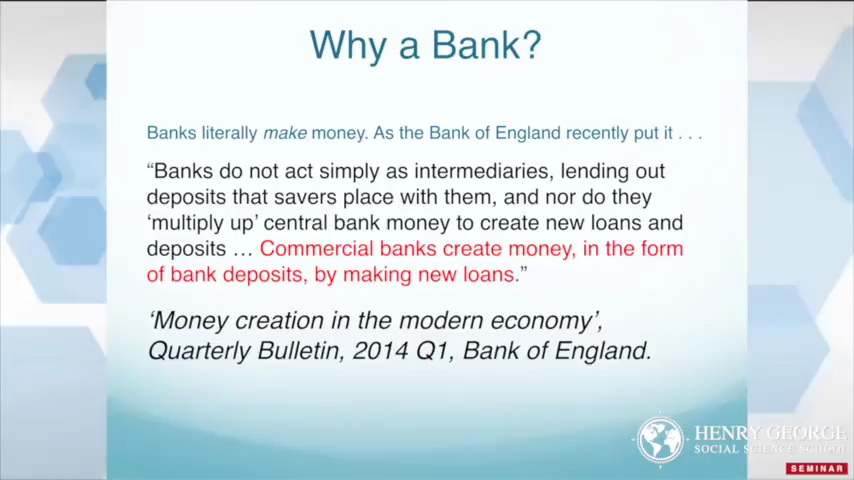 Why a Bank?
Banks literally make money. As the Bank of England recently put it . . .
“Banks do not act simply as intermediaries, lending out
deposits that savers place with them, and nor do they
‘multiply up’ central bank money to create new loans and
deposits … Commercial banks create money, in the form
of bank deposits, by making new loans.”
‘Money creation in the modern economy’,
Quarterly Bulletin, 2014 Q1, Bank of England.
HENRY GEORGE
SOCIAL SCIENCE SCHOOL
SEMINAR